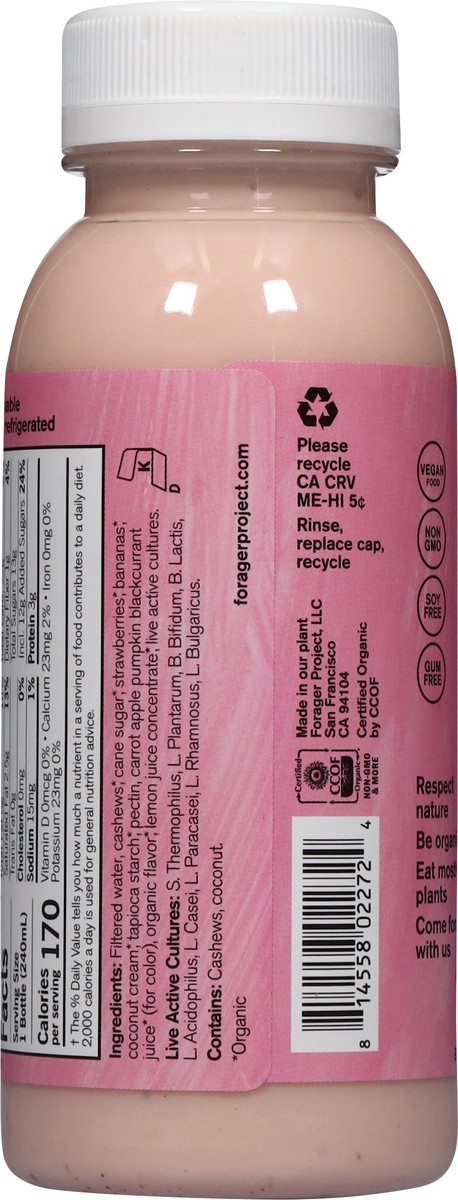 able
refrigerated
Facts
Serving Size
1 Bottle (240mL)
Calories
per serving 170
Trans Fat 0g
13%
Cholesterol 0mg 0%
Sodium 15mg 1%
Dietary Fiber 1g 4%
Total Sugars 13g
Incl. 12g Added Sugars 24%
Protein 3g
Vitamin D 0mcg 0% • Calcium 23mg 2% • Iron 0mg 0%
Potassium 23mg 0%
† The % Daily Value tells you how much a nutrient in a serving of food contributes to a daily diet.
2,000 calories a day is used for general nutrition advice.
Ingredients: Filtered water, cashews*, cane sugar*, strawberries*, bananas*,
coconut cream*, tapioca starch*, pectin, carrot apple pumpkin blackcurrant
juice* (for color), organic flavor*, lemon juice concentrate*, live active cultures.
Live Active Cultures: S. Thermophilus, L. Plantarum, B. Bifidum, B. Lactis,
L. Acidophilus, L. Casei, L. Paracasei, L. Rhamnosus, L. Bulgaricus.
Contains: Cashews, coconut.
*Organic
K
D
foragerproject.com
Please
recycle
CA CRV
ME-HI 5¢
Rinse,
replace cap,
recycle
Made in our plant
Forager Project, LLC
San Francisco
CA 94104
Certified Organic
by CCOF
Certified
CCOF
Organic
NON-GMO
& MORE
8 14558 02272 4
VEGAN
FOOD
NON
GMO
SOY
FREE
GUM
FREE
Respect
nature
Be organ
Eat most
plants
Come for
with us